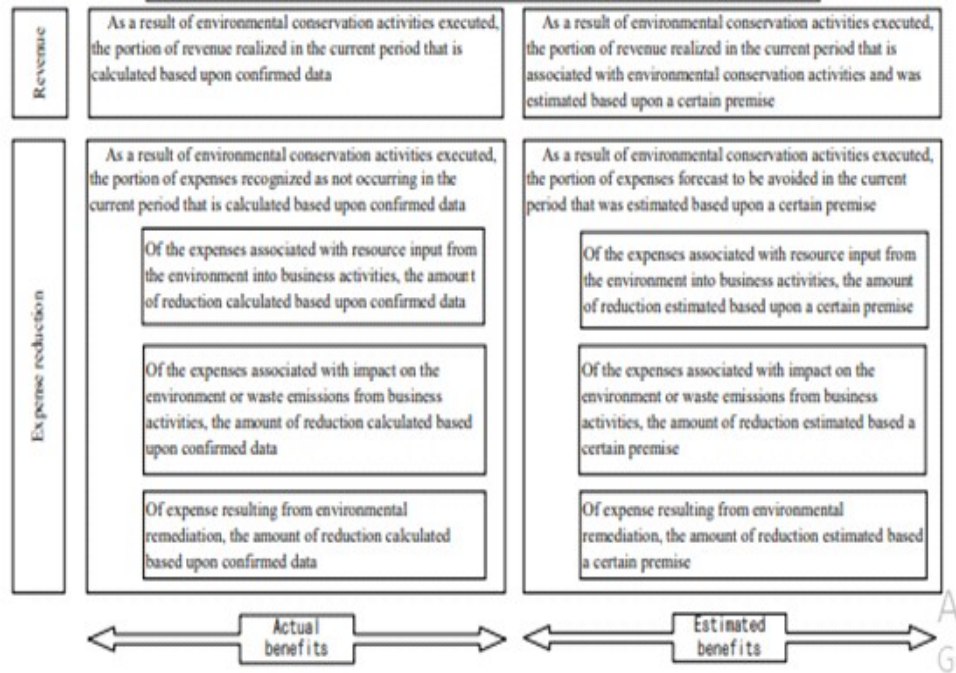 Revenue
As a result of environmental conservation activities executed,
the portion of revenue realized in the current period that is
calculated based upon confirmed data
As a result of environmental conservation activities executed,
the portion of revenue realized in the current period that is
associated with environmental conservation activities and was
estimated based upon a certain premise
Expense reduction
As a result of environmental conservation activities executed,
the portion of expenses recognized as not occurring in the
current period that is calculated based upon confirmed data
Of the expenses associated with resource input from
the environment into business activities, the amount
of reduction calculated based upon confirmed data
Of the expenses associated with impact on the
environment or waste emissions from business
activities, the amount of reduction calculated based
upon confirmed data
Of expense resulting from environmental
remediation, the amount of reduction calculated
based upon confirmed data
As a result of environmental conservation activities executed,
the portion of expenses forecast to be avoided in the current
period that was estimated based upon a certain premise
Of the expenses associated with resource input from
the environment into business activities, the amount
of reduction estimated based upon a certain premise
Of the expenses associated with impact on the
environment or waste emissions from business
activities, the amount of reduction estimated based a
certain premise
Of expense resulting from environmental
remediation, the amount of reduction estimated based
a certain premise
Actual
benefits
Estimated
benefits
A
G